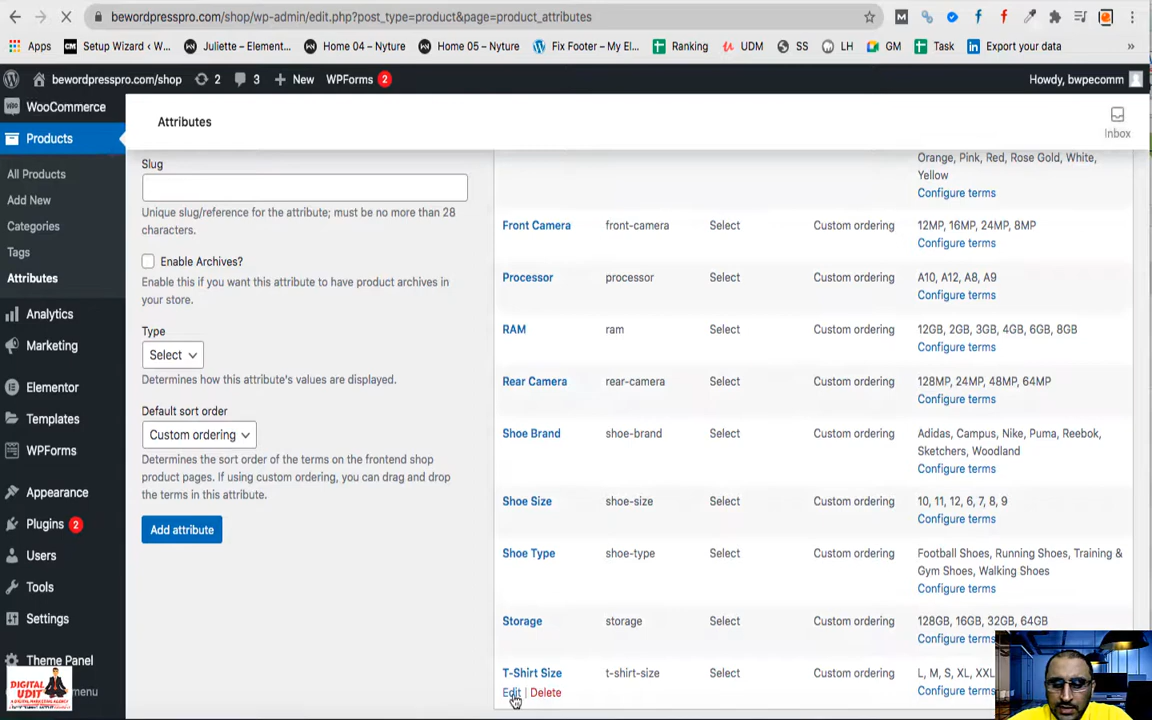 bewordpresspro.com/shop/wp-admin/edit.php?post_type=product&page=product_attributes
Apps
Setup Wizard ‹ W...
Juliette – Element...
Home 04 – Nyture
Home 05 – Nyture
Fix Footer – My El...
Ranking
UDM
SS
LH
GM
Task
Export your data
»
bewordpresspro.com/shop
2
3
New
WPForms 2
Howdy, bwpecomm
WooCommerce
Products
All Products
Add New
Categories
Tags
Attributes
Analytics
Marketing
Elementor
Templates
WPForms
Appearance
Plugins 2
Users
Tools
Settings
Theme Panel
menu
DIGITAL
UDIT
Attributes
Inbox
Slug
Unique slug/reference for the attribute; must be no more than 28
characters.
Enable Archives?
Enable this if you want this attribute to have product archives in
your store.
Type
Select
Determines how this attribute's values are displayed.
Default sort order
Custom ordering
Determines the sort order of the terms on the frontend shop
product pages. If using custom ordering, you can drag and drop
the terms in this attribute.
Add attribute
Orange, Pink, Red, Rose Gold, White,
Yellow
Configure terms
Front Camera front-camera Select Custom ordering 12MP, 16MP, 24MP, 8MP
Configure terms
Processor processor Select Custom ordering A10, A12, A8, A9
Configure terms
RAM ram Select Custom ordering 12GB, 2GB, 3GB, 4GB, 6GB, 8GB
Configure terms
Rear Camera rear-camera Select Custom ordering 128MP, 24MP, 48MP, 64MP
Configure terms
Shoe Brand shoe-brand Select Custom ordering Adidas, Campus, Nike, Puma, Reebok,
Sketchers, Woodland
Configure terms
Shoe Size shoe-size Select Custom ordering 10, 11, 12, 6, 7, 8, 9
Configure terms
Shoe Type shoe-type Select Custom ordering Football Shoes, Running Shoes, Training &
Gym Shoes, Walking Shoes
Configure terms
Storage storage Select Custom ordering 128GB, 16GB, 32GB, 64GB
Configure terms
T-Shirt Size t-shirt-size Select Custom ordering L, M, S, XL, XXL
Edit | Delete Configure terms